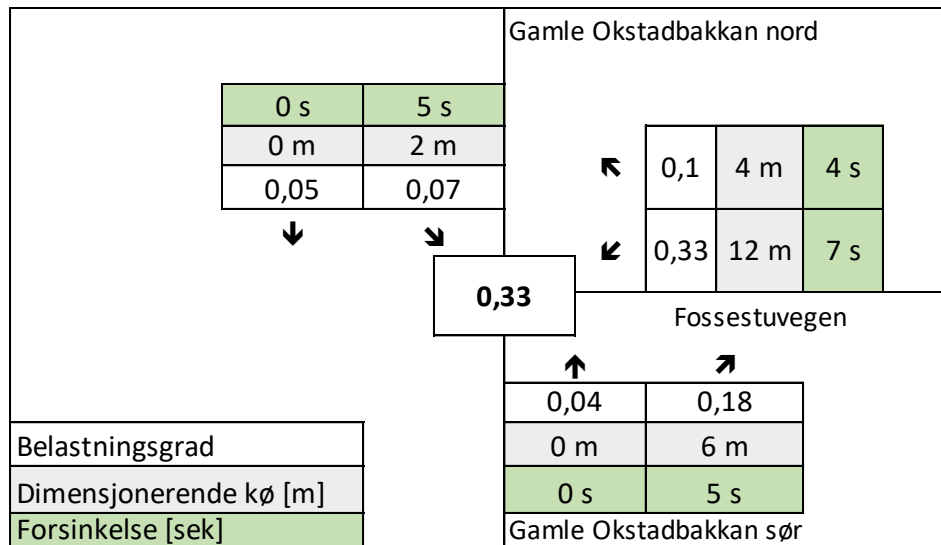 Gamle Okstadbakkan nord
0 s 5 s
0 m 2 m
0,05 0,07
🡬 0,1 4 m 4 s
🡧 0,33 12 m 7 s
🡣 🡦
0,33
Fossestuvegen
🡡 🡥
0,04 0,18
0 m 6 m
0 s 5 s
Gamle Okstadbakkan sør
Belastningsgrad
Dimensjonerende kø [m]
Forsinkelse [sek]